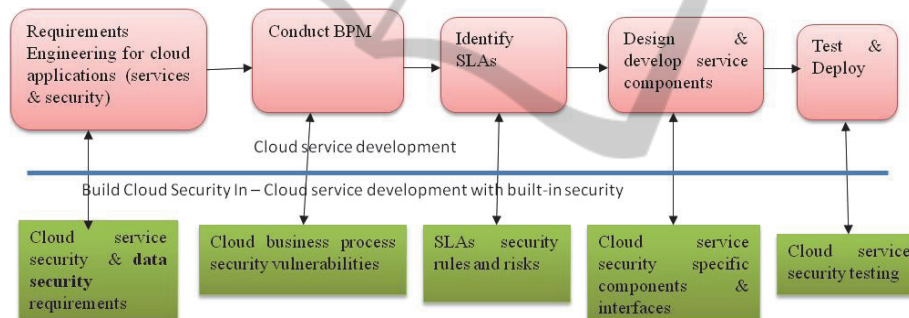 Requirements
Engineering for cloud
applications (services
& security)
Conduct BPM
Identify
SLAs
Design &
develop service
components
Test &
Deploy
Cloud service development
Build Cloud Security In – Cloud service development with built-in security
Cloud service
security & data
security
requirements
Cloud business process
security vulnerabilities
SLAs security
rules and risks
Cloud service
security specific
components &
interfaces
Cloud service
security testing